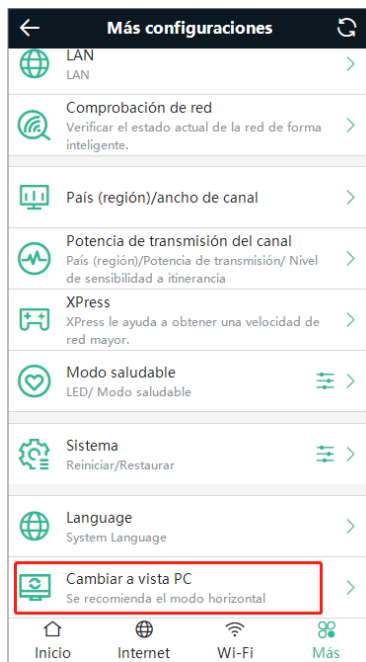 Más configuraciones
LAN
LAN
Comprobación de red
Verificar el estado actual de la red de forma
inteligente.
País (región)/ancho de canal
Potencia de transmisión del canal
País (región)/Potencia de transmisión/ Nivel
de sensibilidad a itinerancia
XPress
XPress le ayuda a obtener una velocidad de
red mayor.
Modo saludable
LED/ Modo saludable
Sistema
Reiniciar/Restaurar
Language
System Language
Cambiar a vista PC
Se recomienda el modo horizontal
Inicio Internet Wi-Fi Más